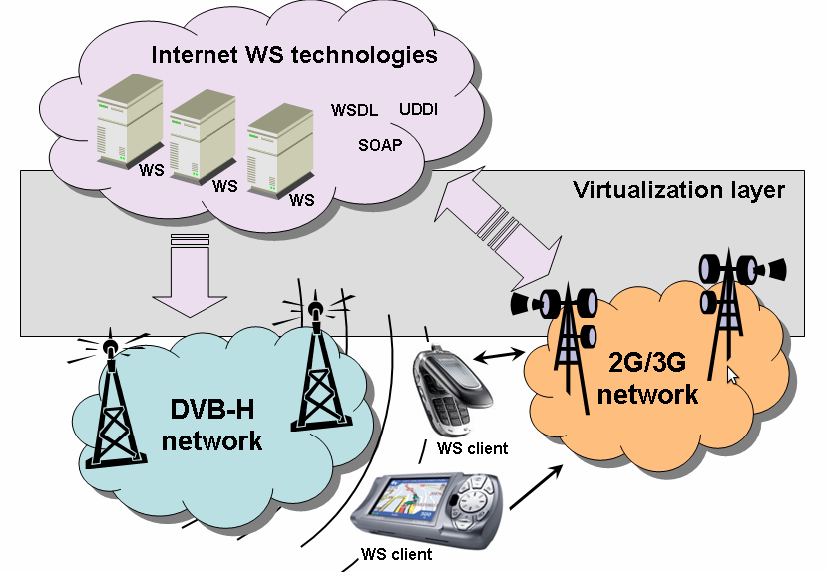 Internet WS technologies
WSDL UDDI
SOAP
WS
WS
WS
Virtualization layer
DVB-H
network
2G/3G
network
WS client
WS client